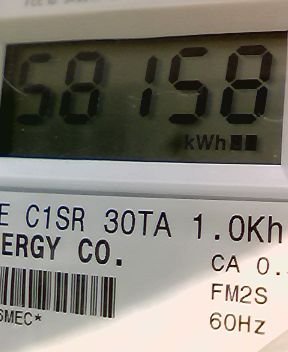 58158
kWh
E C1SR 30TA 1.0Kh
ERGY CO.
CA 0.
FM2S
60Hz
SMEC*